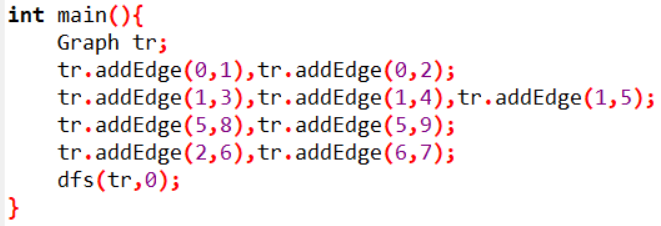 int main(){
    Graph tr;
    tr.addEdge(0,1),tr.addEdge(0,2);
    tr.addEdge(1,3),tr.addEdge(1,4),tr.addEdge(1,5);
    tr.addEdge(5,8),tr.addEdge(5,9);
    tr.addEdge(2,6),tr.addEdge(6,7);
    dfs(tr,0);
}